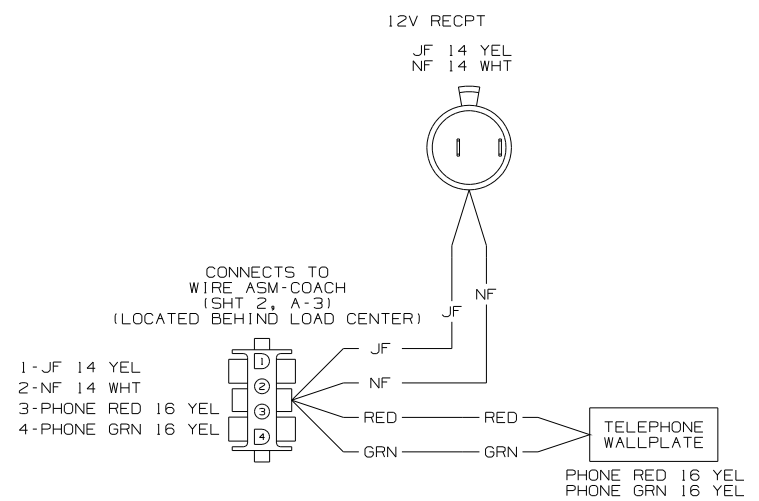 12V RECPT
JF 14 YEL
NF 14 WHT
CONNECTS TO
WIRE ASM-COACH
(SHT 2, A-3)
(LOCATED BEHIND LOAD CENTER)
JF
NF
1-JF 14 YEL
2-NF 14 WHT
3-PHONE RED 16 YEL
4-PHONE GRN 16 YEL
1
2
3
4
JF
NF
RED
RED
GRN
GRN
TELEPHONE
WALLPLATE
PHONE RED 16 YEL
PHONE GRN 16 YEL